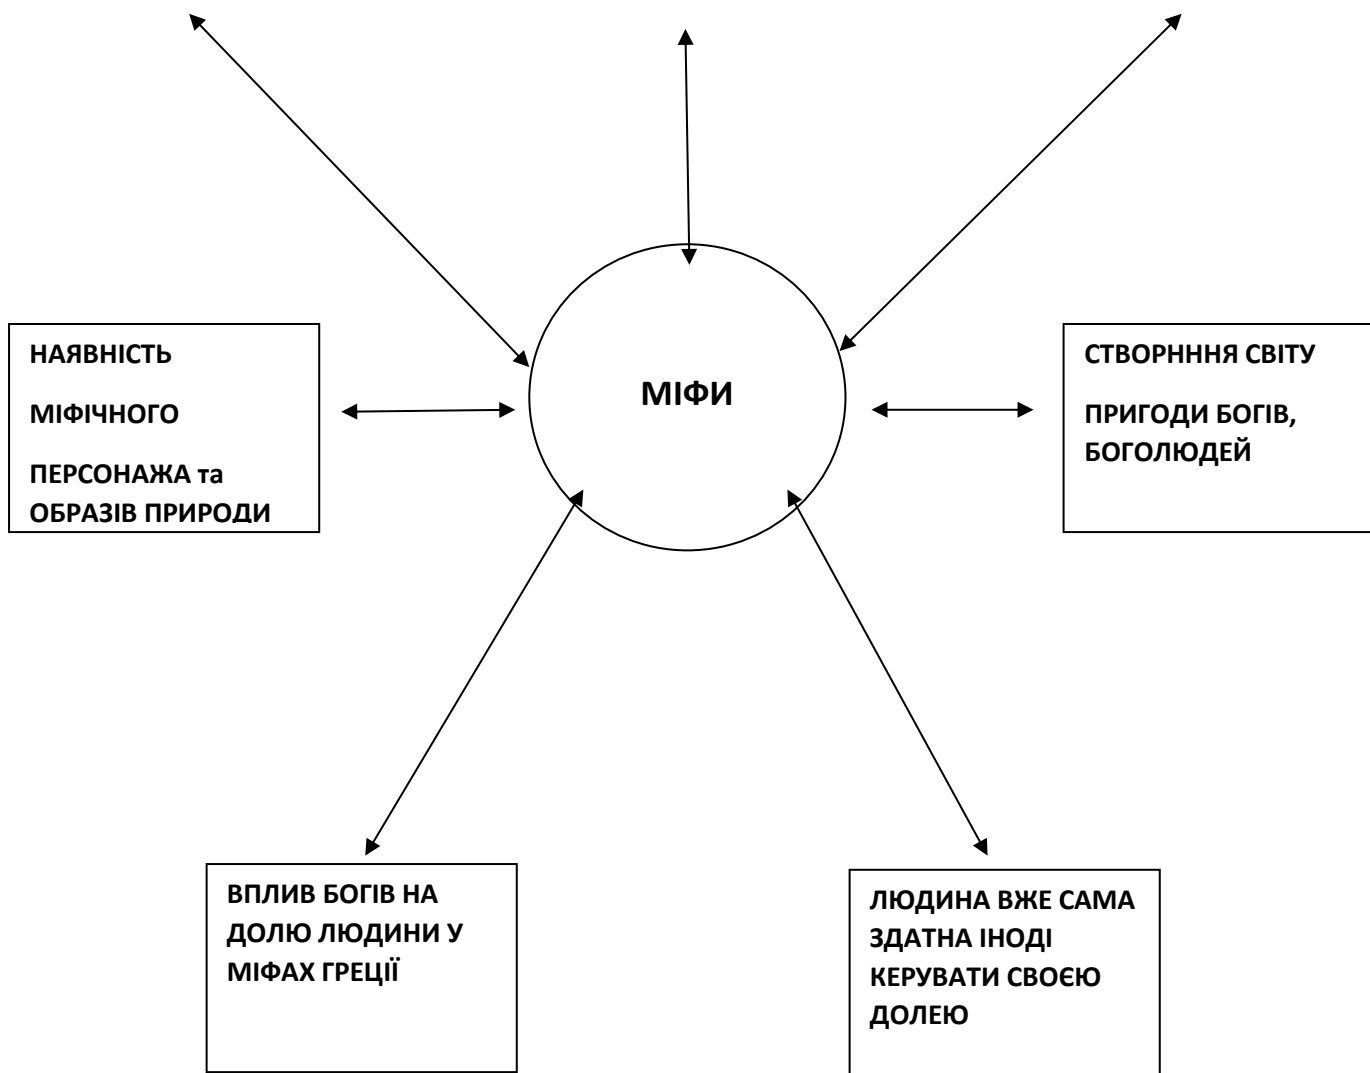 НАЯВНІСТЬ
МІФІЧНОГО
ПЕРСОНАЖА та
ОБРАЗІВ ПРИРОДИ
МІФИ
СТВОРНННЯ СВІТУ
ПРИГОДИ БОГІВ,
БОГОЛЮДЕЙ
ВПЛИВ БОГІВ НА
ДОЛЮ ЛЮДИНИ У
МІФАХ ГРЕЦІЇ
ЛЮДИНА ВЖЕ САМА
ЗДАТНА ІНОДІ
КЕРУВАТИ СВОЄЮ
ДОЛЕЮ